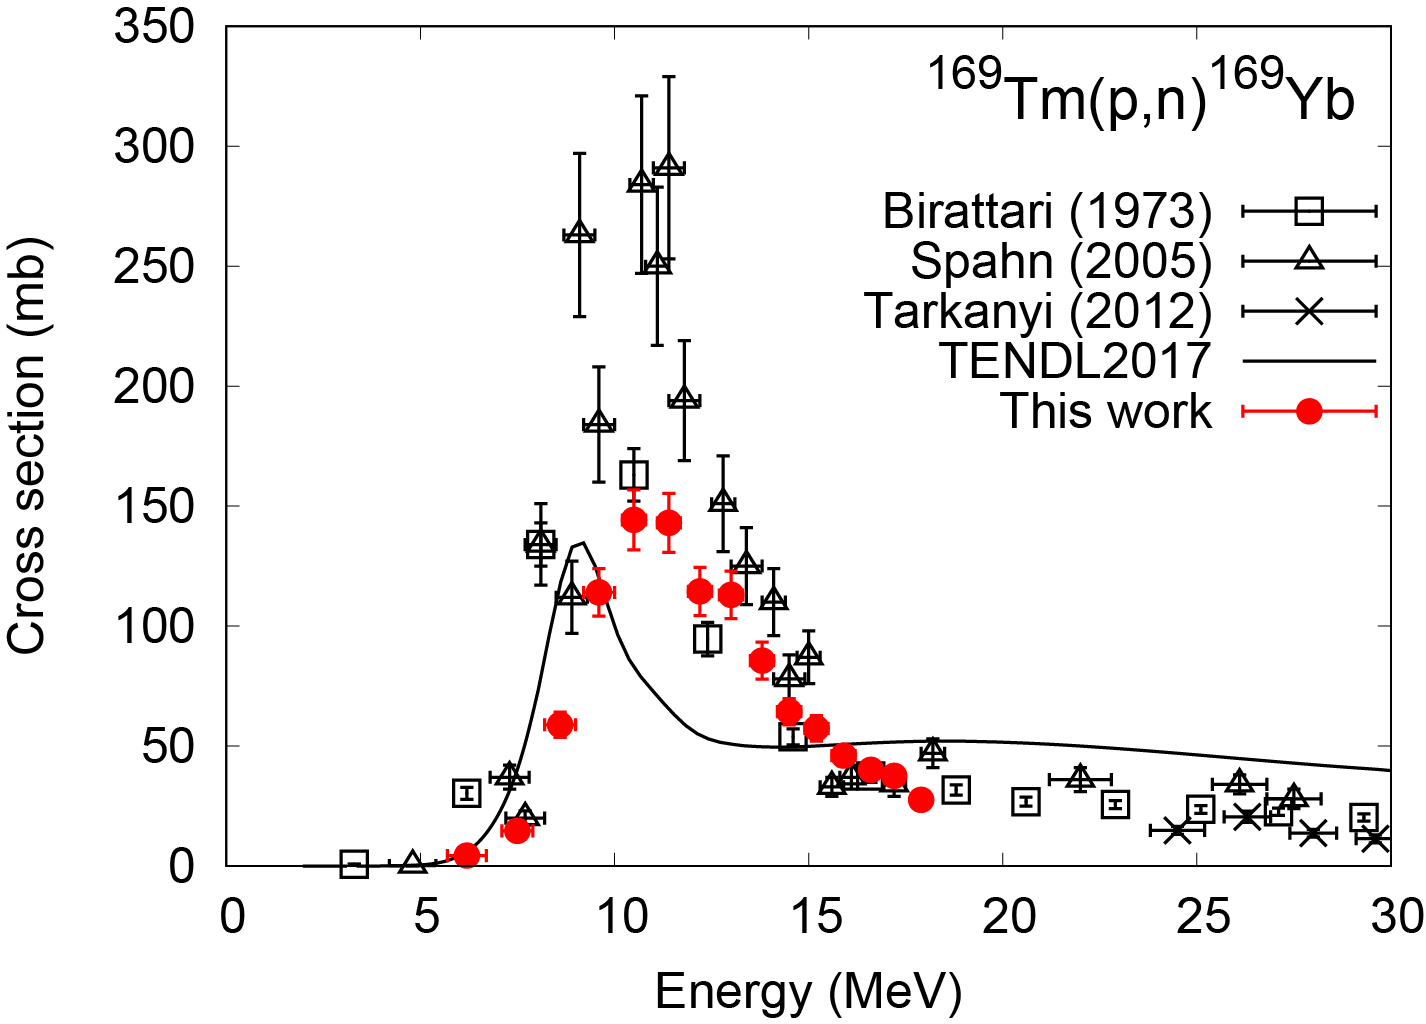 350
300
250
200
150
100
50
0
0 5 10 15 20 25 30
Cross section (mb)
Energy (MeV)
¹⁶⁹Tm(p,n)¹⁶⁹Yb
Birattari (1973)
Spahn (2005)
Tarkanyi (2012)
TENDL2017
This work